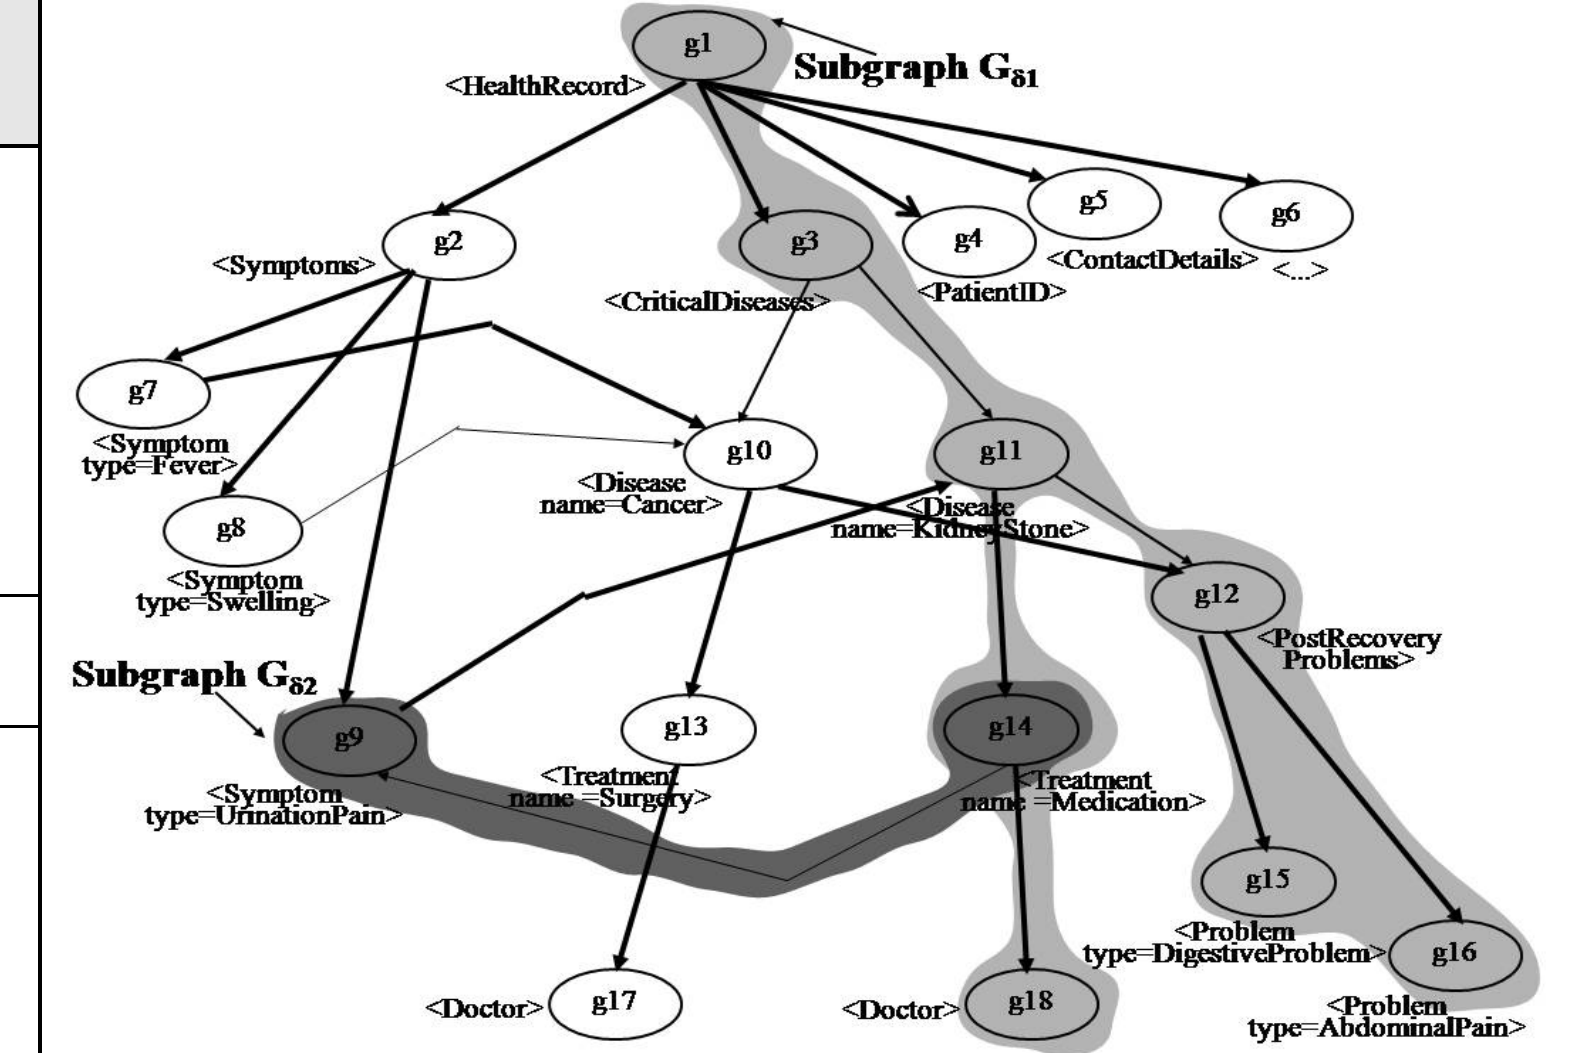 g1
Subgraph Gδ1
<HealthRecord>
g2
g3
g4
g5
g6
<Symptoms>
<ContactDetails>
<...>
<CriticalDiseases>
<PatientID>
g7
<Symptom
type=Fever>
g10
g11
<Disease
name=Cancer>
<Disease
name=KidneyStone>
g8
<Symptom
type=Swelling>
g12
<PostRecovery
Problems>
Subgraph Gδ2
g9
g13
g14
<Symptom
type=UrinationPain>
<Treatment
name =Surgery>
<Treatment
name =Medication>
g15
<Problem
type=DigestiveProblem>
g16
<Problem
type=AbdominalPain>
<Doctor>
g17
<Doctor>
g18